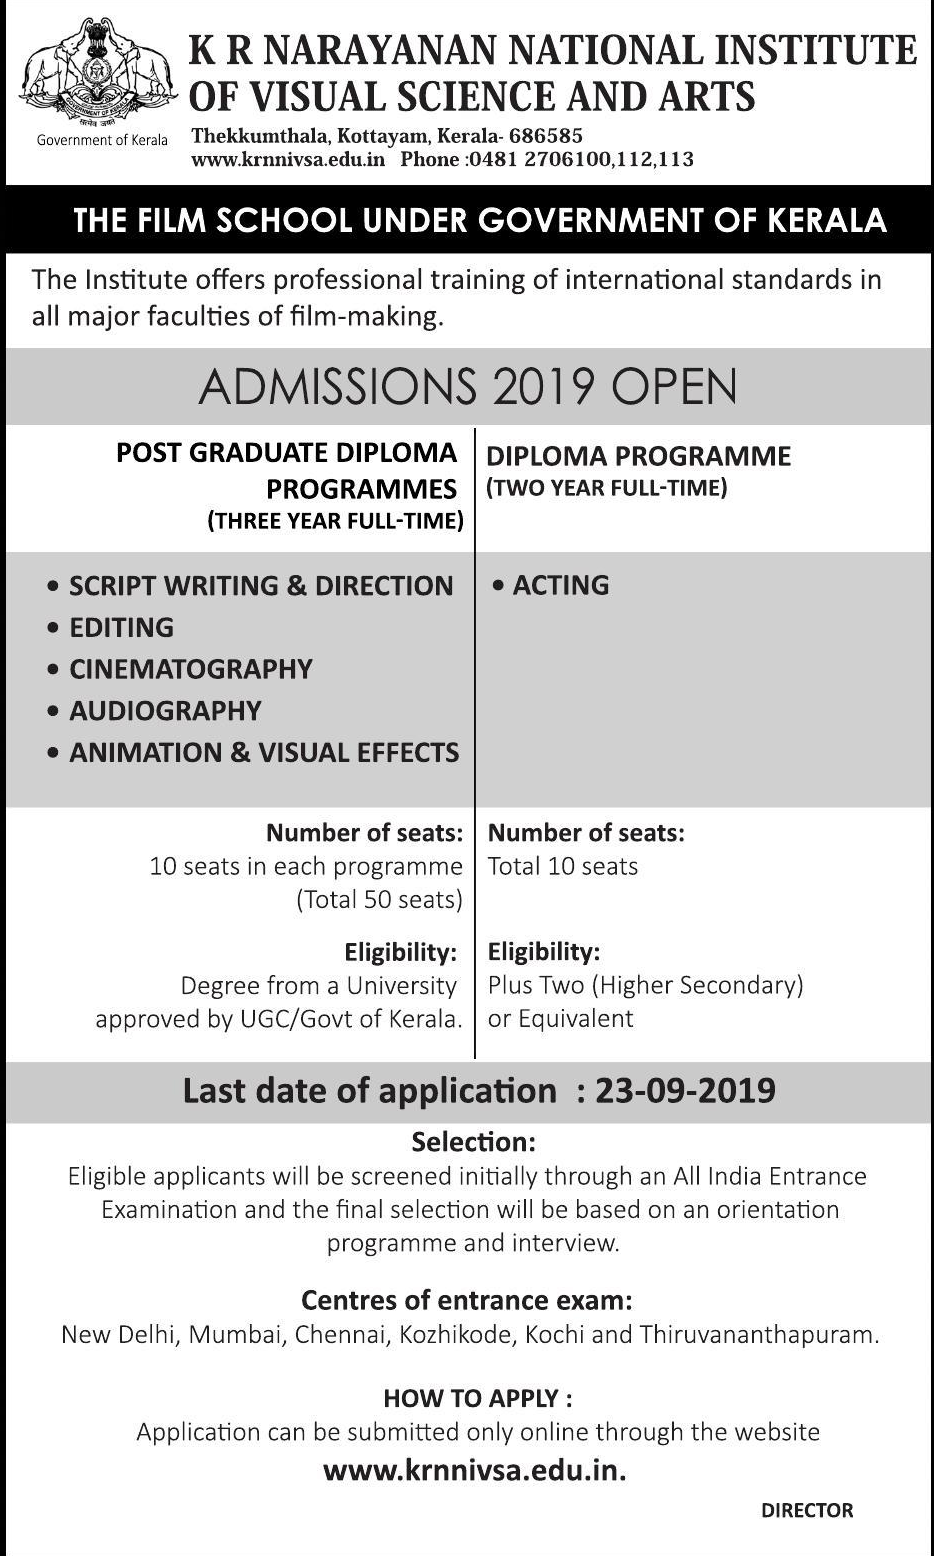 K R NARAYANAN NATIONAL INSTITUTE
OF VISUAL SCIENCE AND ARTS
Thekkumthala, Kottayam, Kerala- 686585
www.krnnivsa.edu.in Phone :0481 2706100,112,113
GOVERNMENT OF KERALA
सत्यमेव जयते
Government of Kerala
THE FILM SCHOOL UNDER GOVERNMENT OF KERALA
The Institute offers professional training of international standards in
all major faculties of film-making.
ADMISSIONS 2019 OPEN
POST GRADUATE DIPLOMA
PROGRAMMES
(THREE YEAR FULL-TIME)
• SCRIPT WRITING & DIRECTION
• EDITING
• CINEMATOGRAPHY
• AUDIOGRAPHY
• ANIMATION & VISUAL EFFECTS
Number of seats:
10 seats in each programme
(Total 50 seats)
Eligibility:
Degree from a University
approved by UGC/Govt of Kerala.
DIPLOMA PROGRAMME
(TWO YEAR FULL-TIME)
• ACTING
Number of seats:
Total 10 seats
Eligibility:
Plus Two (Higher Secondary)
or Equivalent
Last date of application : 23-09-2019
Selection:
Eligible applicants will be screened initially through an All India Entrance
Examination and the final selection will be based on an orientation
programme and interview.
Centres of entrance exam:
New Delhi, Mumbai, Chennai, Kozhikode, Kochi and Thiruvananthapuram.
HOW TO APPLY :
Application can be submitted only online through the website
www.krnnivsa.edu.in.
DIRECTOR